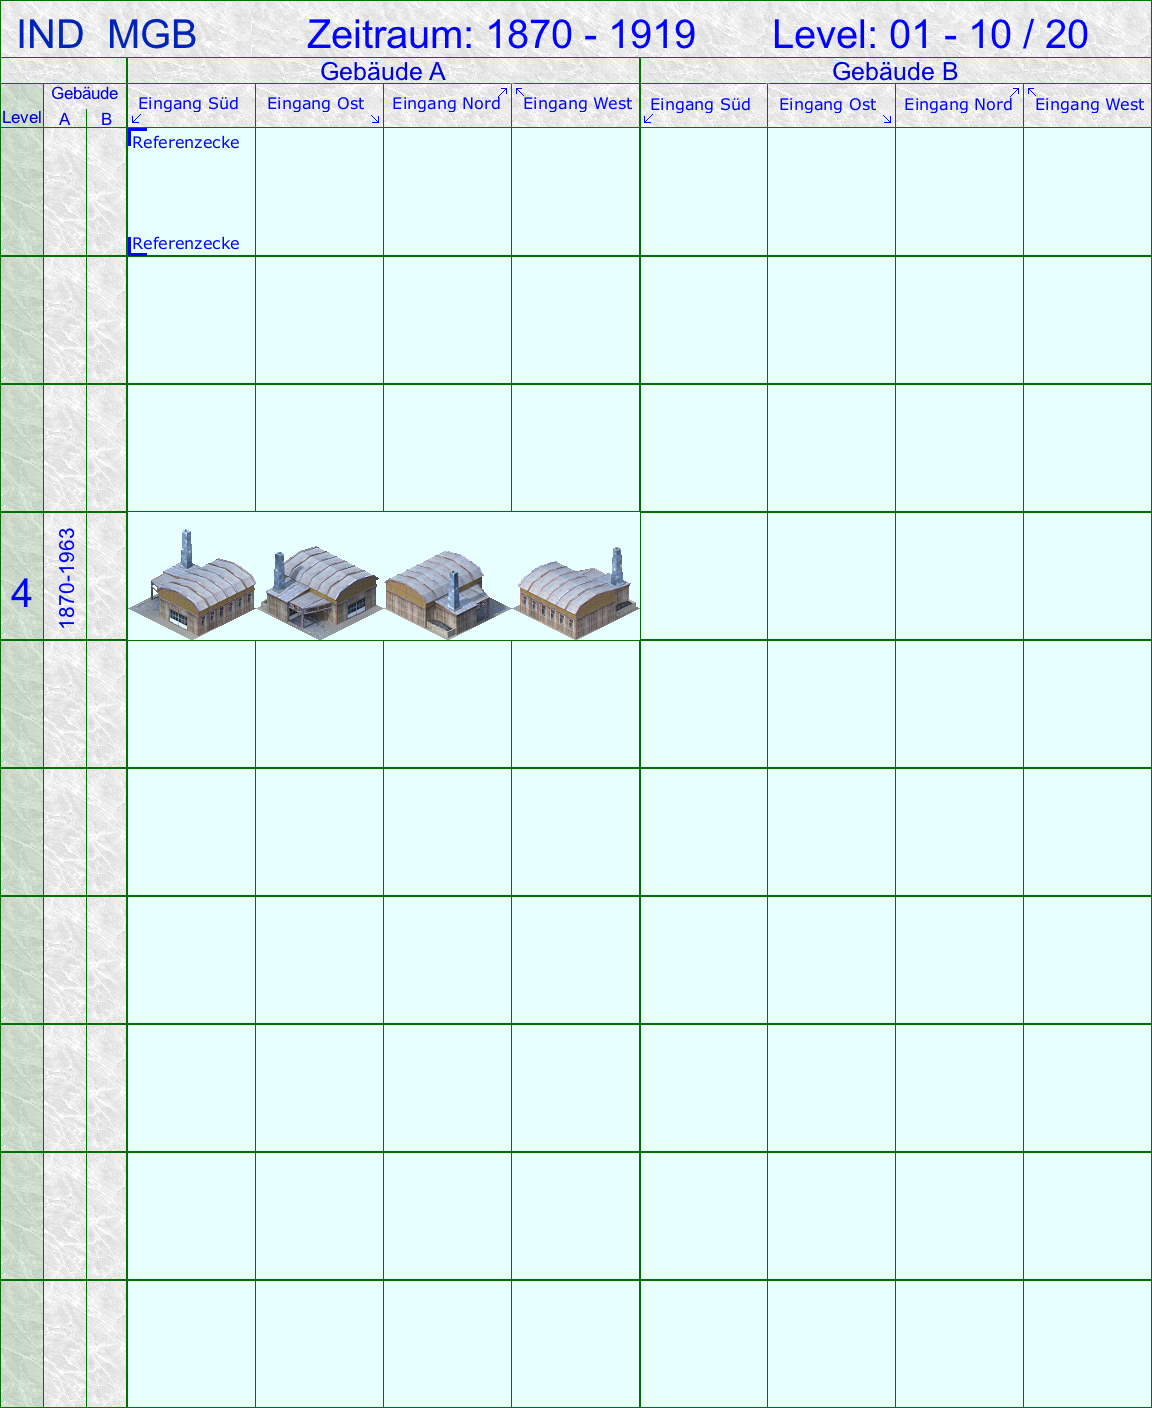 IND MGB Zeitraum: 1870 - 1919 Level: 01 - 10 / 20
Gebäude A Gebäude B
Level Gebäude A B Eingang Süd Eingang Ost Eingang Nord Eingang West Eingang Süd Eingang Ost Eingang Nord Eingang West
Referenzecke
Referenzecke
4 1870-1963